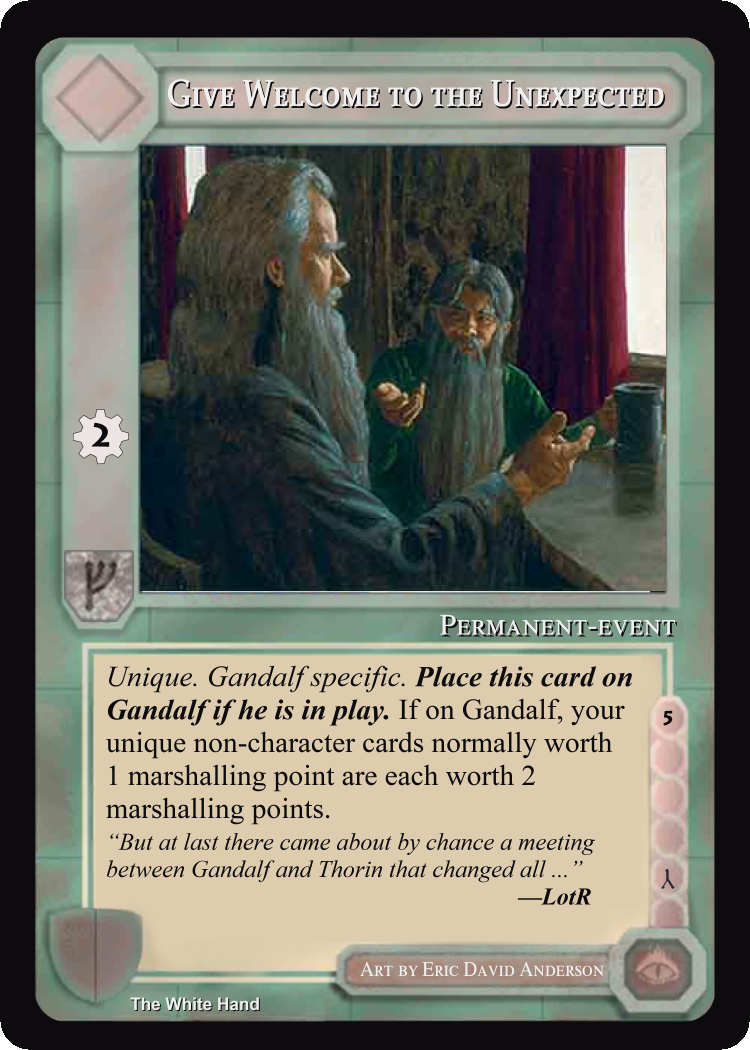 Give Welcome to the Unexpected
2
Permanent-event
Unique. Gandalf specific. Place this card on
Gandalf if he is in play. If on Gandalf, your
unique non-character cards normally worth
1 marshalling point are each worth 2
marshalling points.
5
“But at last there came about by chance a meeting
between Gandalf and Thorin that changed all ...”
—LotR
Art by Eric David Anderson
The White Hand